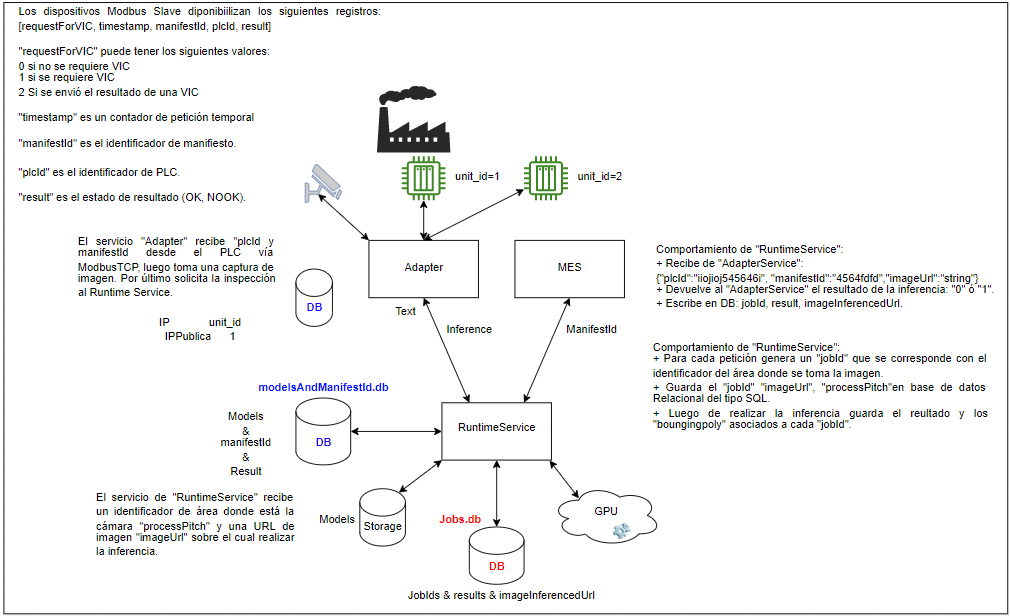 Los dispositivos Modbus Slave diponibiilizan los siguientes registros:
[requestForVIC, timestamp, manifestId, plcId, result]
"requestForVIC" puede tener los siguientes valores:
0 si no se requiere VIC
1 si se requiere VIC
2 Si se envió el resultado de una VIC
"timestamp" es un contador de petición temporal
"manifestId" es el identificador de manifiesto.
"plcId" es el identificador de PLC.
"result" es el estado de resultado (OK, NOOK).
unit_id=1
unit_id=2
El servicio "Adapter" recibe "plcId y
manifestId desde el PLC vía
ModbusTCP, luego toma una captura de
imagen. Por último solicita la inspección
al Runtime Service.
IP unit_id
IPPublica 1
DB
Adapter
MES
Text
Inference
ManifestId
Comportamiento de "RuntimeService":
+ Recibe de "AdapterService":
{"plcId":"iiojioj545646i", "manifestId":"4564fdfd","imageUrl":"string"}
+ Devuelve al "AdapterService" el resultado de la inferencia: "0" ó "1".
+ Escribe en DB: jobId, result, imageInferencedUrl.
Comportamiento de "RuntimeService":
+ Para cada petición genera un "jobId" que se corresponde con el
identificador del área donde se toma la imagen.
+ Guarda el "jobId" "imageUrl", "processPitch"en base de datos
Relacional del tipo SQL.
+ Luego de realizar la inferencia guarda el reultado y los
"boungingpoly" asociados a cada "jobId".
modelsAndManifestId.db
Models
&
manifestId
&
Result
DB
RuntimeService
El servicio de "RuntimeService" recibe
un identificador de área donde está la
cámara "processPitch" y una URL de
imagen "imageUrl" sobre el cual realizar
la inferencia.
Models
Storage
Jobs.db
DB
GPU
JobIds & results & imageInferencedUrl